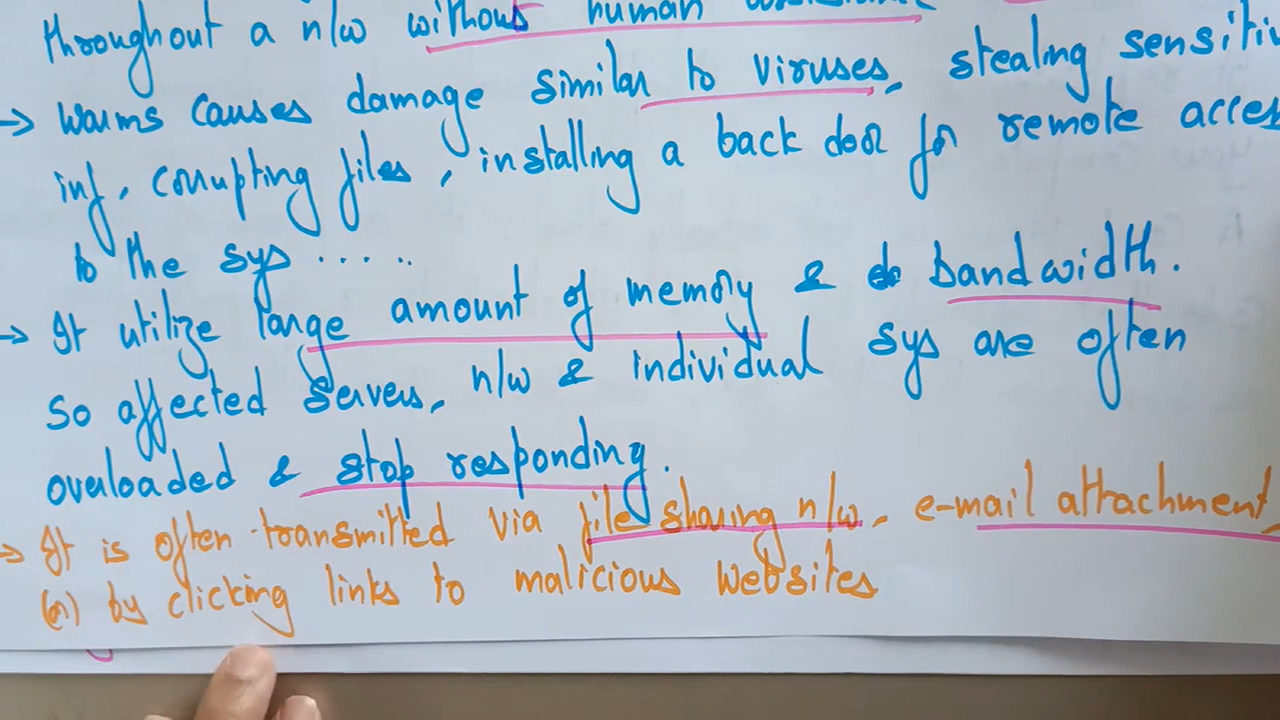 throughout a n/w without human
→ Worms causes damage similar to viruses, stealing
inf, corrupting files, installing a back door for remote
to the sys .....
→ It utilize large amount of memory & bandwidth.
So affected servers, n/w & individual sys are often
overloaded & stop responding.
→ It is often transmitted via file sharing n/w, e-mail attachment,
(or) by clicking links to malicious websites